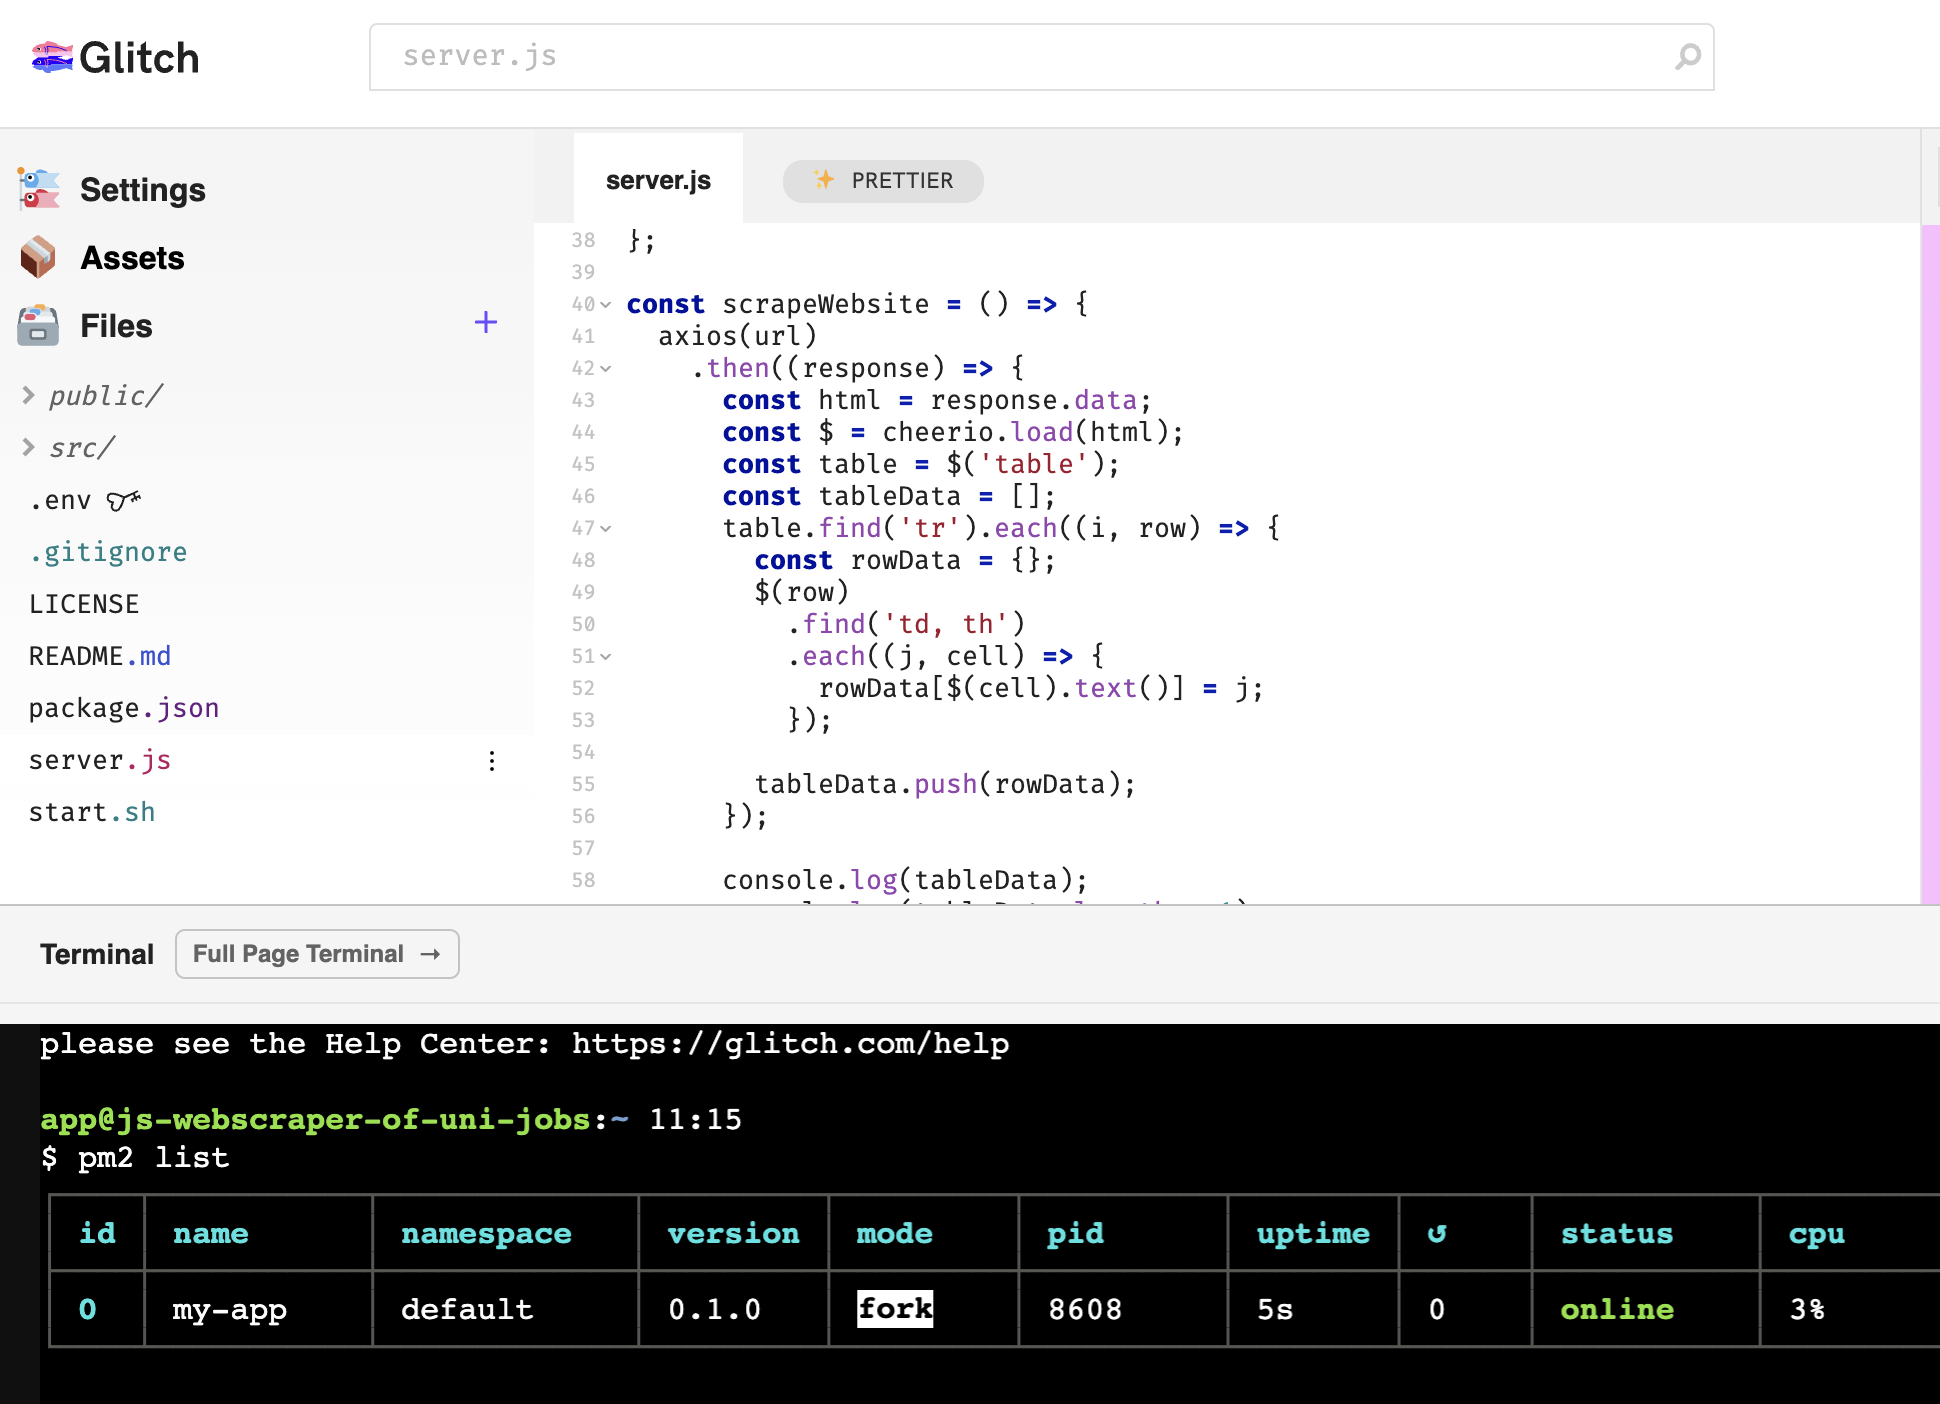 Glitch
server.js
Settings
Assets
Files
+
public/
src/
.env
.gitignore
LICENSE
README.md
package.json
server.js
start.sh
server.js
PRETTIER
38 };
39
40 const scrapeWebsite = () => {
41   axios(url)
42     .then((response) => {
43       const html = response.data;
44       const $ = cheerio.load(html);
45       const table = $('table');
46       const tableData = [];
47       table.find('tr').each((i, row) => {
48         const rowData = {};
49         $(row)
50           .find('td, th')
51           .each((j, cell) => {
52             rowData[$(cell).text()] = j;
53           });
54
55         tableData.push(rowData);
56       });
57
58       console.log(tableData);
Terminal
Full Page Terminal →
please see the Help Center: https://glitch.com/help
app@js-webscraper-of-uni-jobs:~ 11:15
$ pm2 list
id name namespace version mode pid uptime ↺ status cpu
0 my-app default 0.1.0 fork 8608 5s 0 online 3%